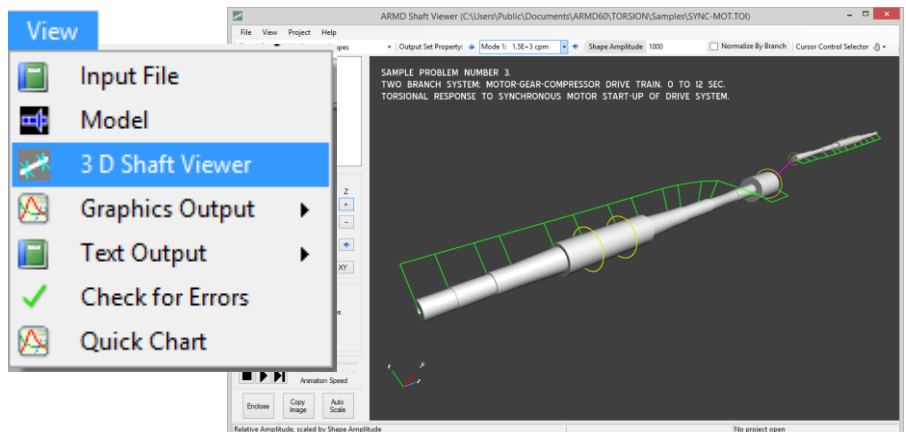 View
Input File
Model
3 D Shaft Viewer
Graphics Output
Text Output
Check for Errors
Quick Chart
ARMD Shaft Viewer (C:\Users\Public\Documents\ARMD60\TORSION\Samples\SYNC-MOT.TOI)
File View Project Help
Output Set Property: Mode 1: 1.5E+3 cpm Shape Amplitude 1000 Normalize By Branch Cursor Control Selector
SAMPLE PROBLEM NUMBER 3.
TWO BRANCH SYSTEM: MOTOR-GEAR-COMPRESSOR DRIVE TRAIN. 0 TO 12 SEC.
TORSIONAL RESPONSE TO SYNCHRONOUS MOTOR START-UP OF DRIVE SYSTEM.
Z
+
-
XY
Animation Speed
Enclose Copy Image Auto Scale
Relative Amplitude, scaled by Shape Amplitude No project open